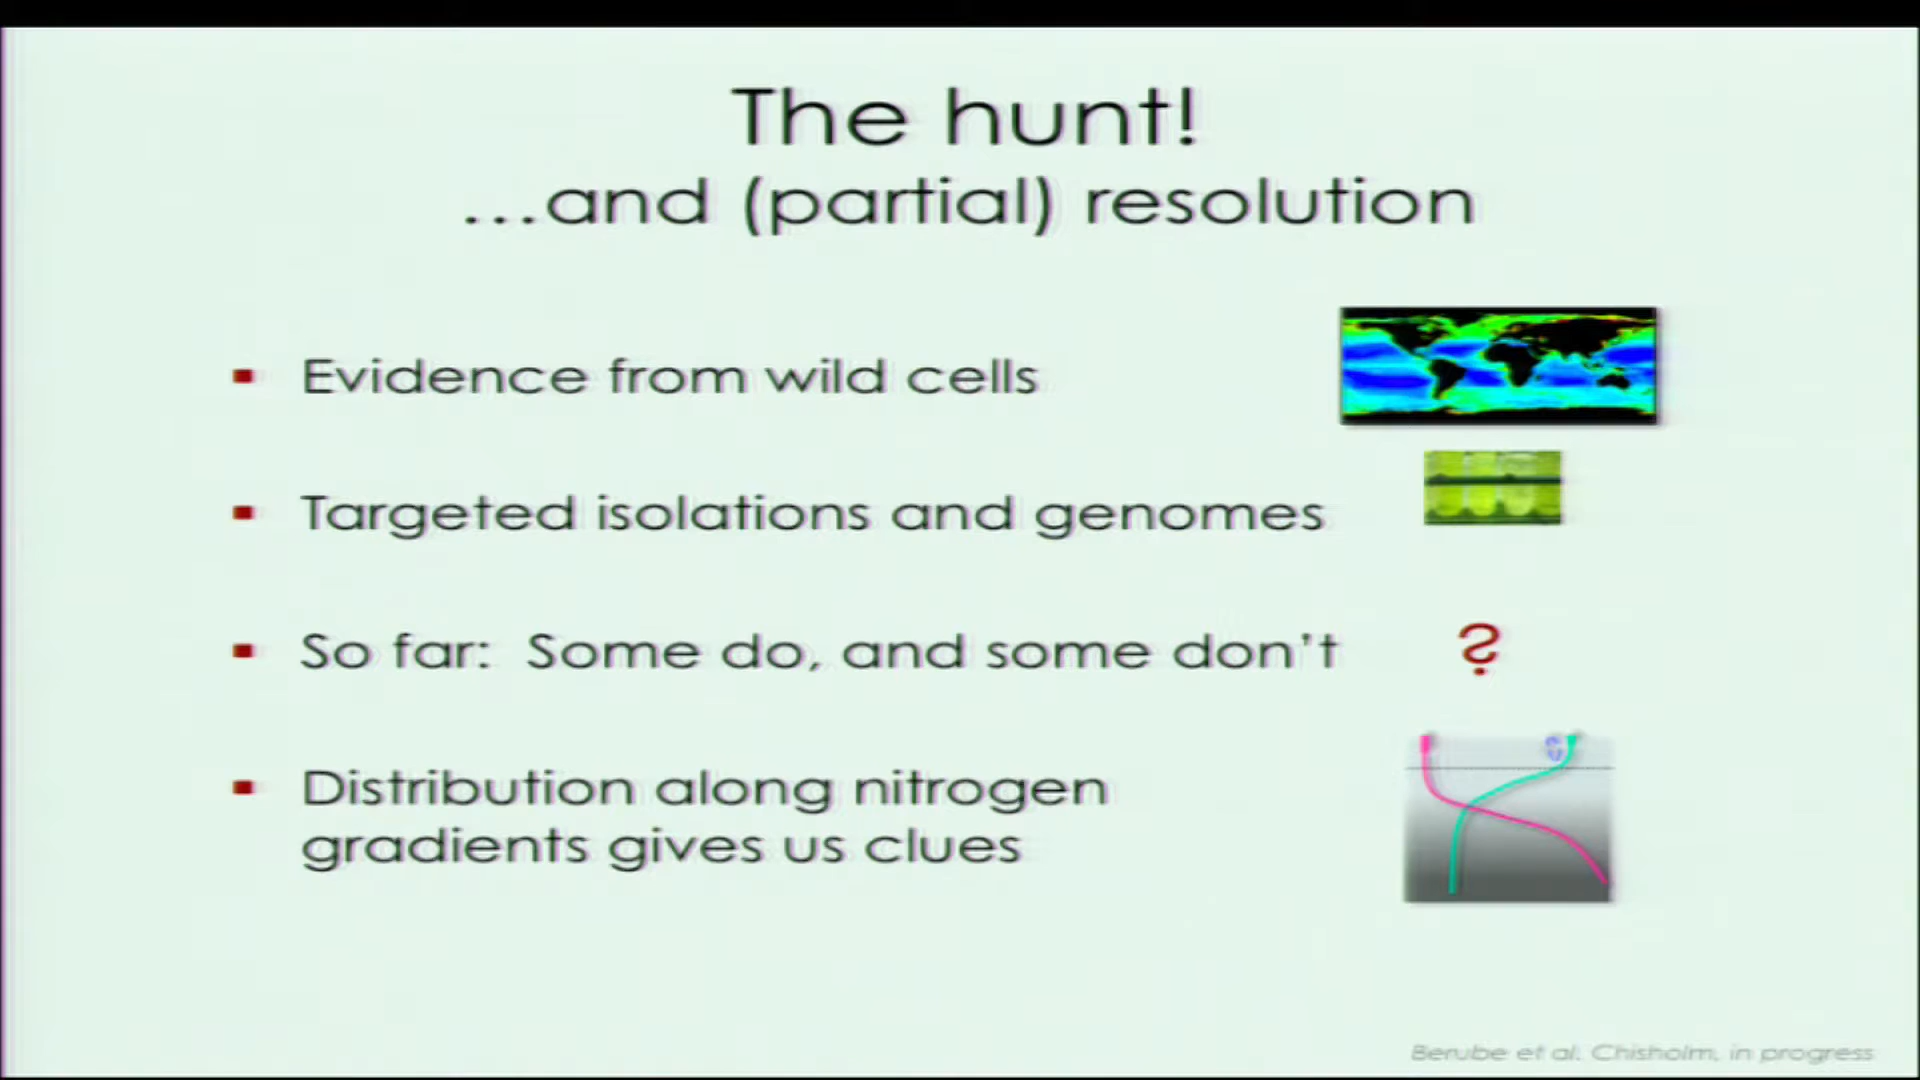 The hunt!
...and (partial) resolution
Evidence from wild cells
Targeted isolations and genomes
So far: Some do, and some don't
?
Distribution along nitrogen
gradients gives us clues
Berube et al. Chisholm, in progress